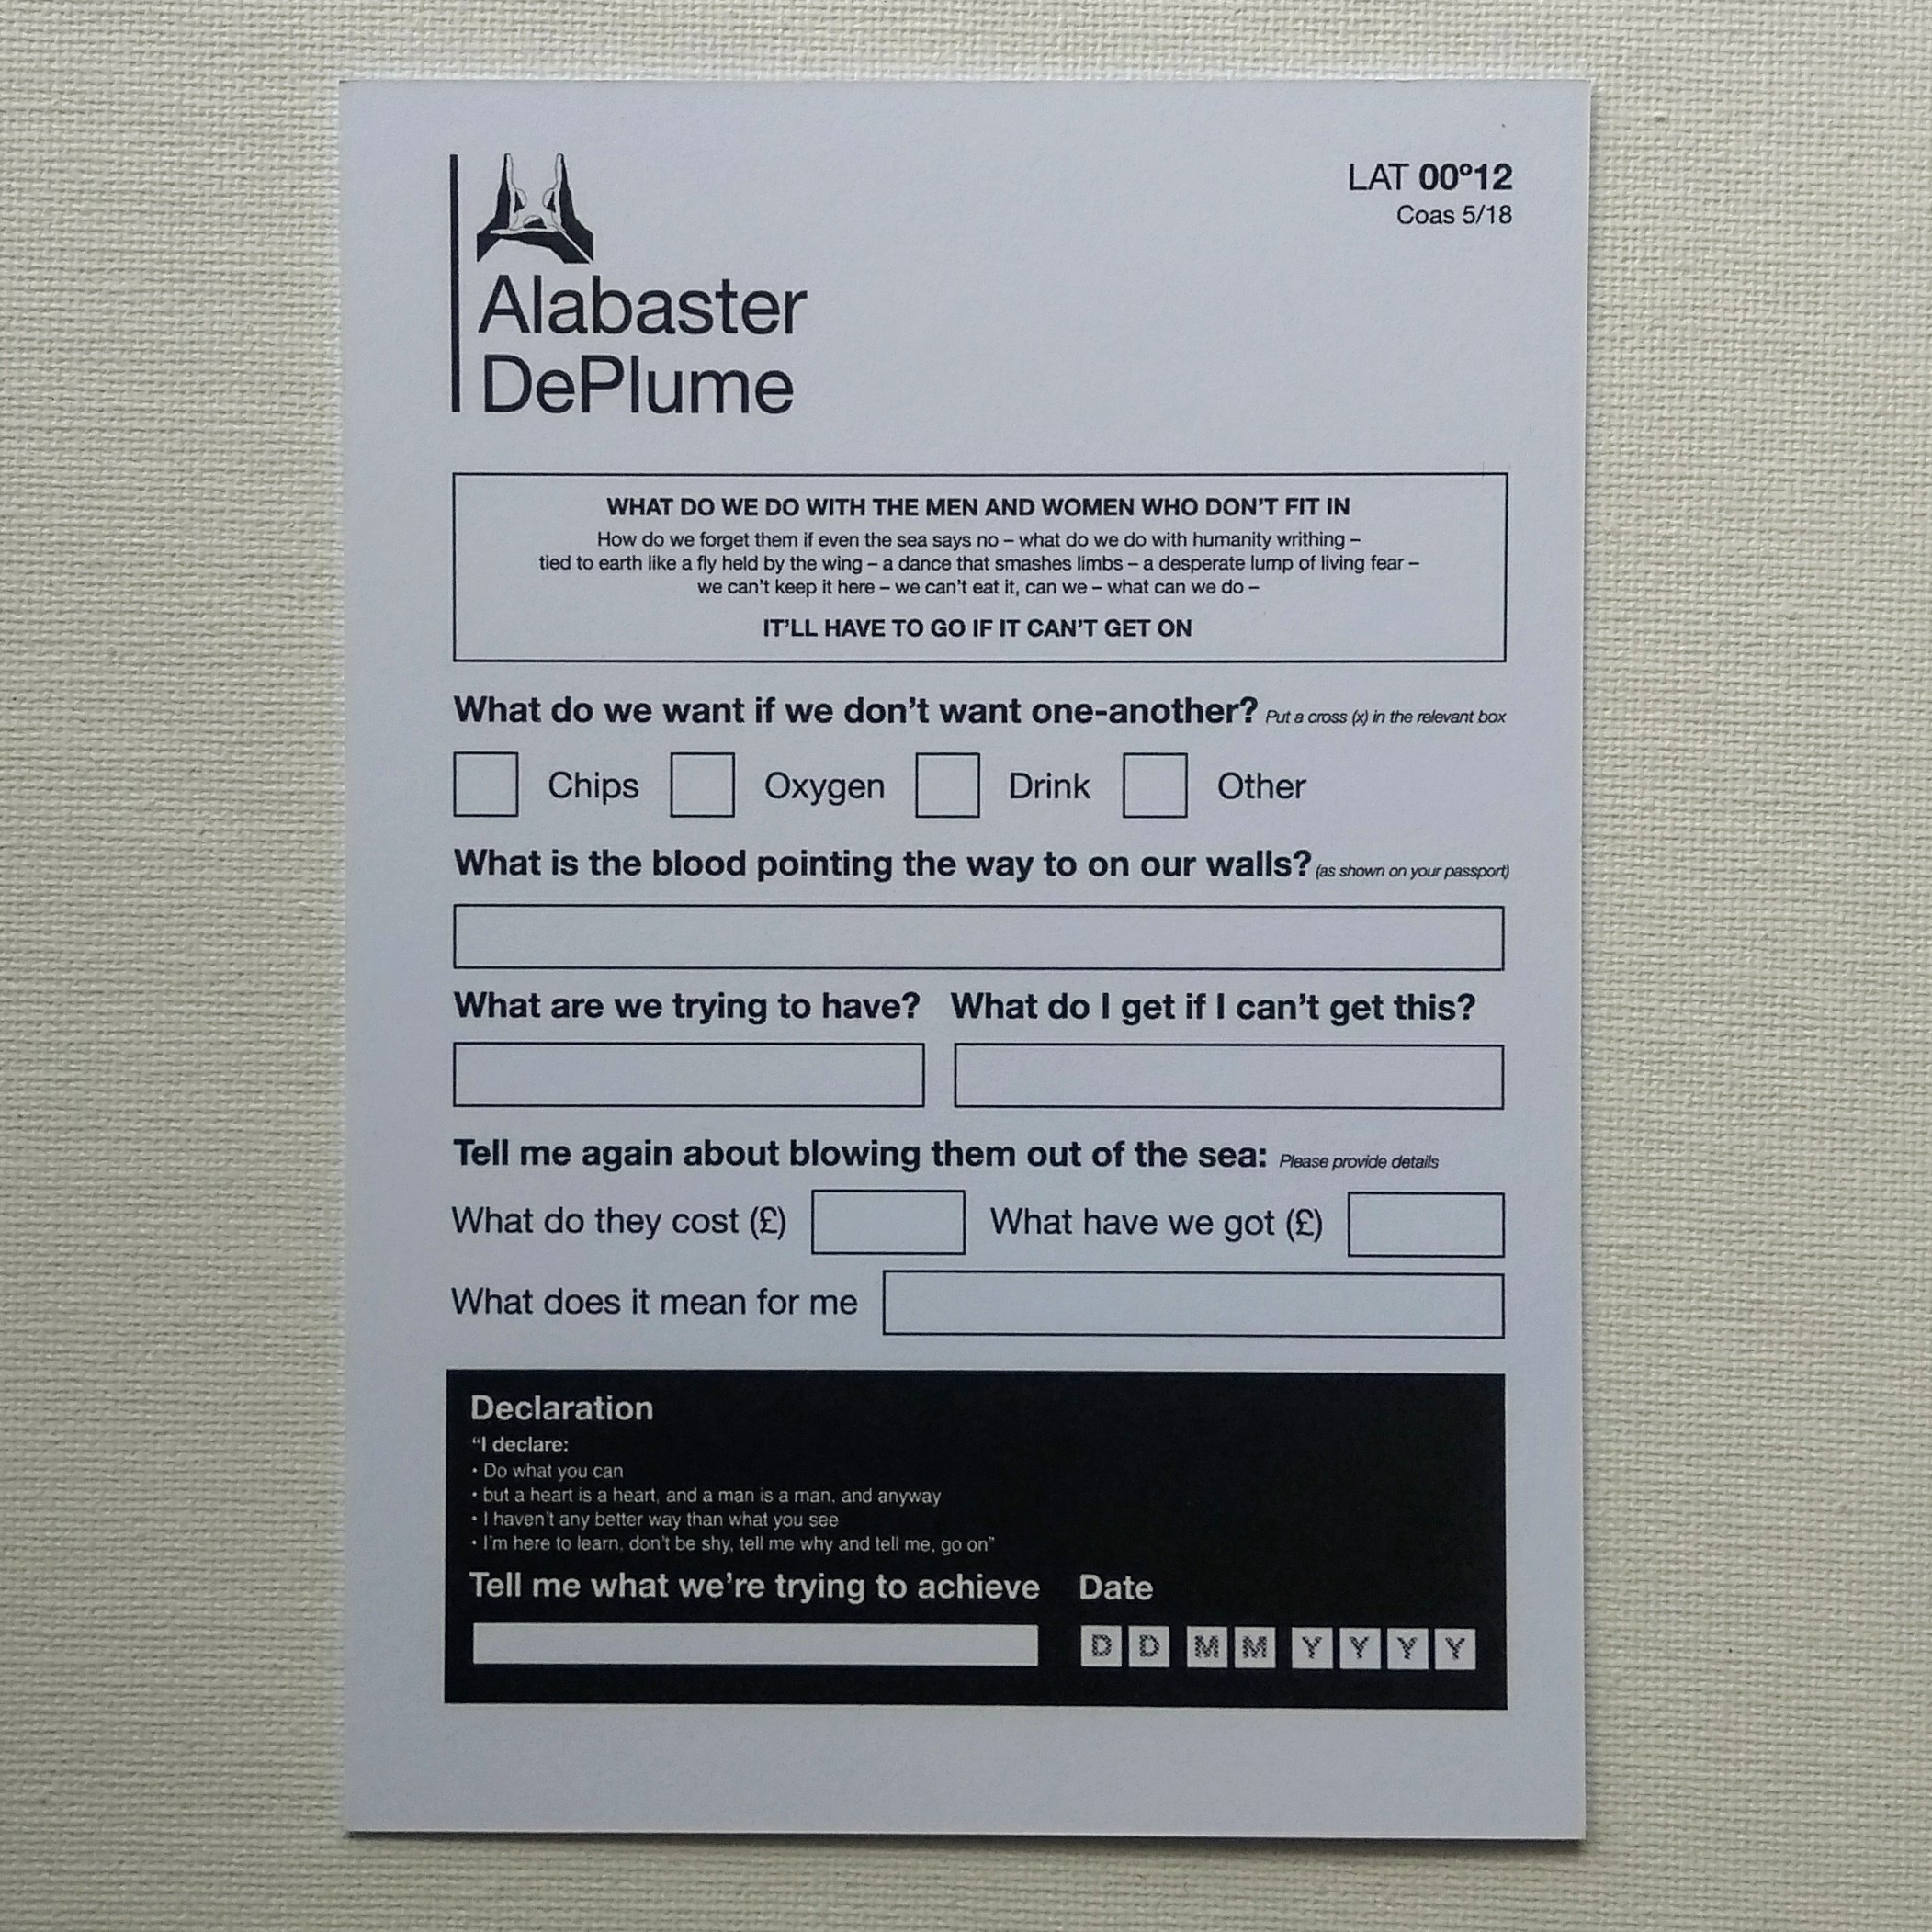 LAT 00º12
Coas 5/18
Alabaster
DePlume
WHAT DO WE DO WITH THE MEN AND WOMEN WHO DON'T FIT IN
How do we forget them if even the sea says no – what do we do with humanity writhing –
tied to earth like a fly held by the wing – a dance that smashes limbs – a desperate lump of living fear –
we can't keep it here – we can't eat it, can we – what can we do –
IT'LL HAVE TO GO IF IT CAN'T GET ON
What do we want if we don't want one-another? Put a cross (x) in the relevant box
Chips Oxygen Drink Other
What is the blood pointing the way to on our walls? (as shown on your passport)
What are we trying to have? What do I get if I can't get this?
Tell me again about blowing them out of the sea: Please provide details
What do they cost (£) What have we got (£)
What does it mean for me
Declaration
“I declare:
• Do what you can
• but a heart is a heart, and a man is a man, and anyway
• I haven't any better way than what you see
• I'm here to learn, don't be shy, tell me why and tell me, go on”
Tell me what we're trying to achieve Date
D D M M Y Y Y Y